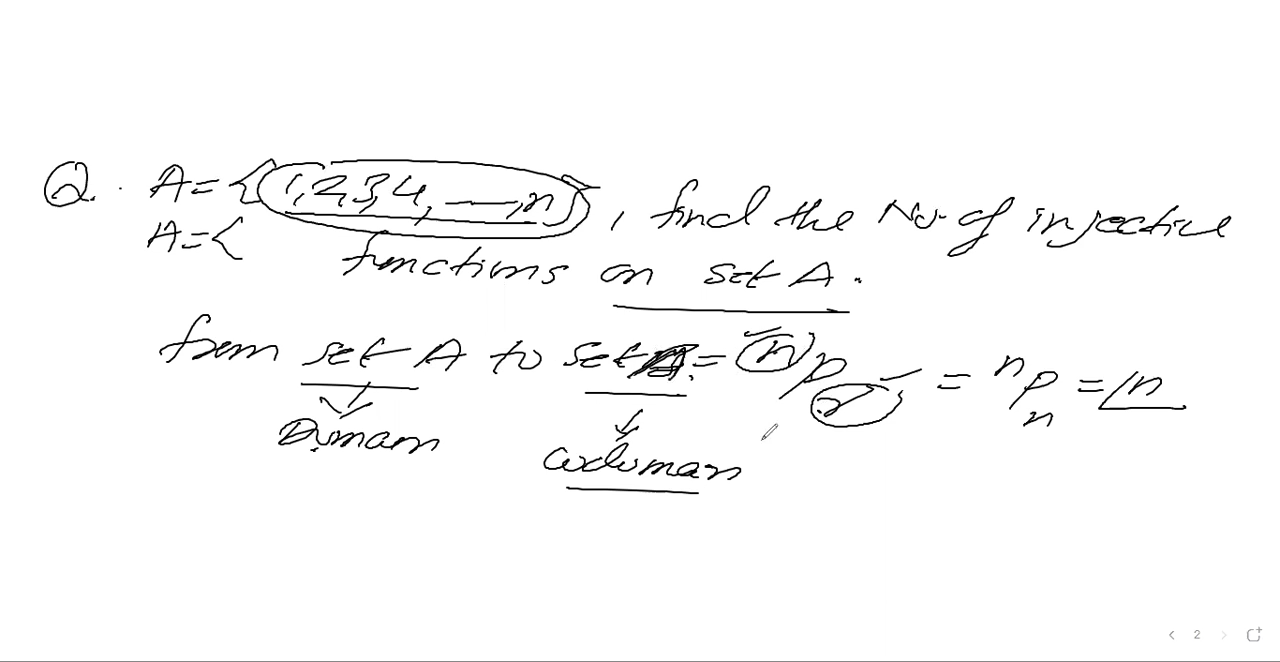 Q. A={1,2,3,4, —,n}, find the No. of injective
A={
functions on set A.
from set A to set A. = nPr = nPn = ⌊n
Domain
Codomain
2